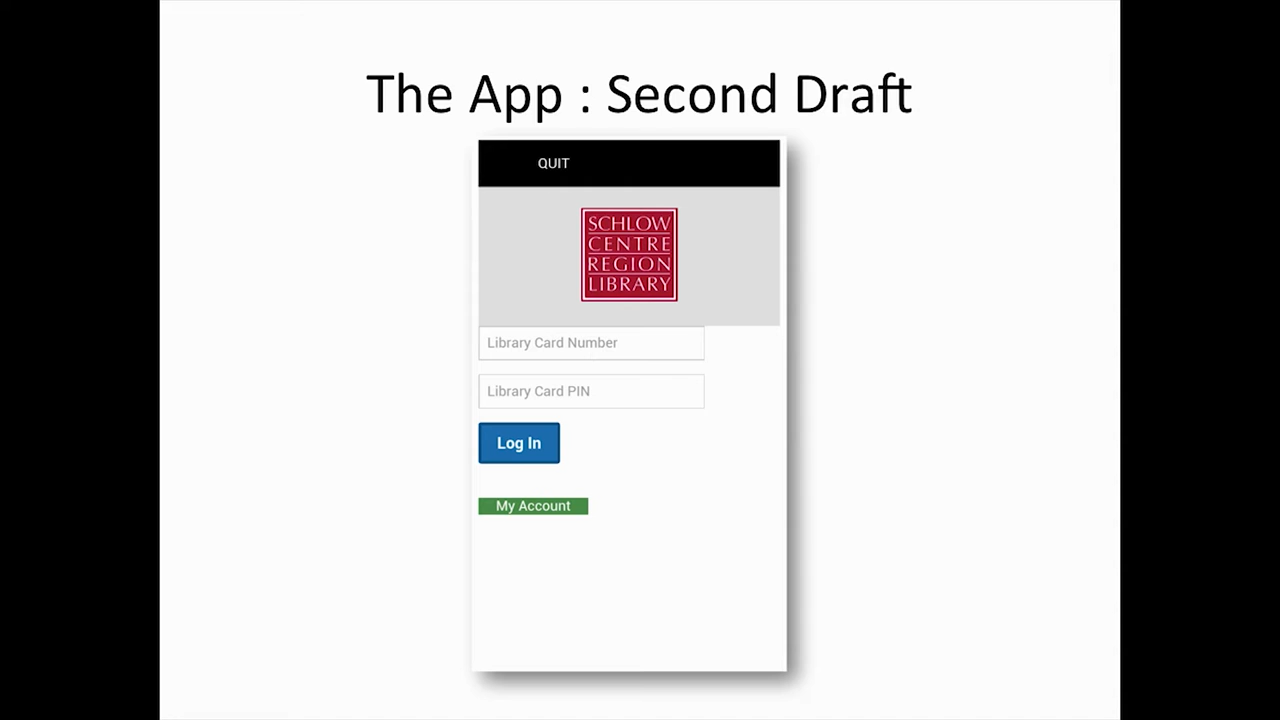 The App : Second Draft
QUIT
SCHLOW
CENTRE
REGION
LIBRARY
Library Card Number
Library Card PIN
Log In
My Account